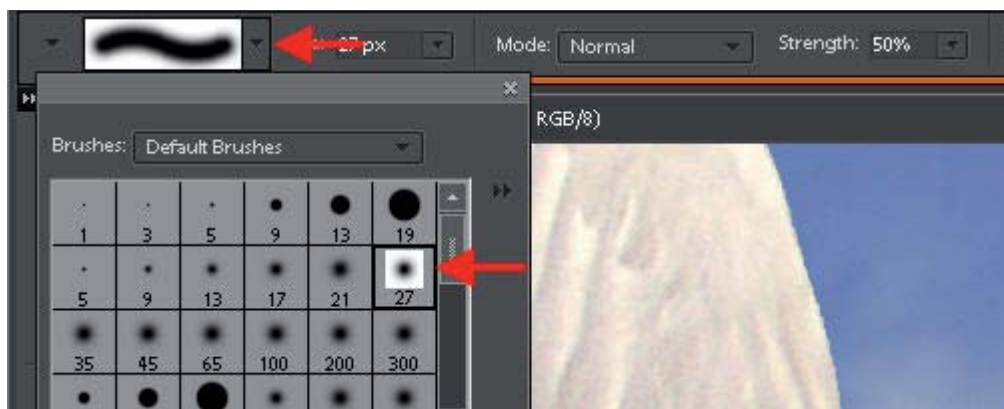 27 px Mode: Normal Strength: 50%
RGB/8)
Brushes: Default Brushes
1 3 5 9 13 19
5 9 13 17 21 27
35 45 65 100 200 300